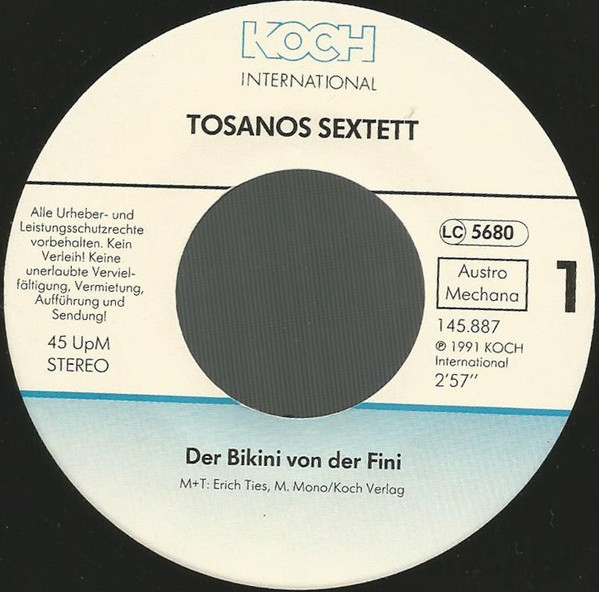 KOCH
INTERNATIONAL
TOSANOS SEXTETT
Alle Urheber- und
Leistungsschutzrechte
vorbehalten. Kein
Verleih! Keine
unerlaubte Verviel-
fältigung, Vermietung,
Aufführung und
Sendung!
45 UpM
STEREO
LC 5680
Austro
Mechana
1
145.887
℗ 1991 KOCH
International
2'57''
Der Bikini von der Fini
M+T: Erich Ties, M. Mono/Koch Verlag